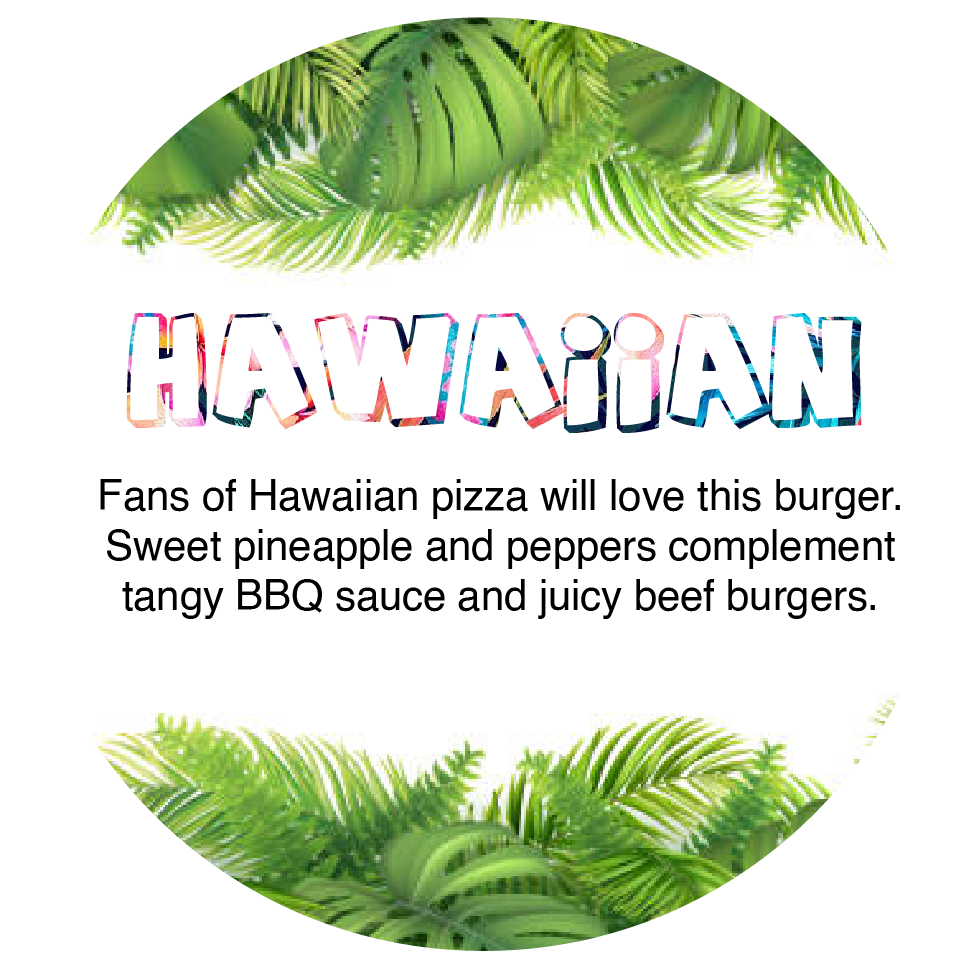 HAWAiiAN
Fans of Hawaiian pizza will love this burger.
Sweet pineapple and peppers complement
tangy BBQ sauce and juicy beef burgers.